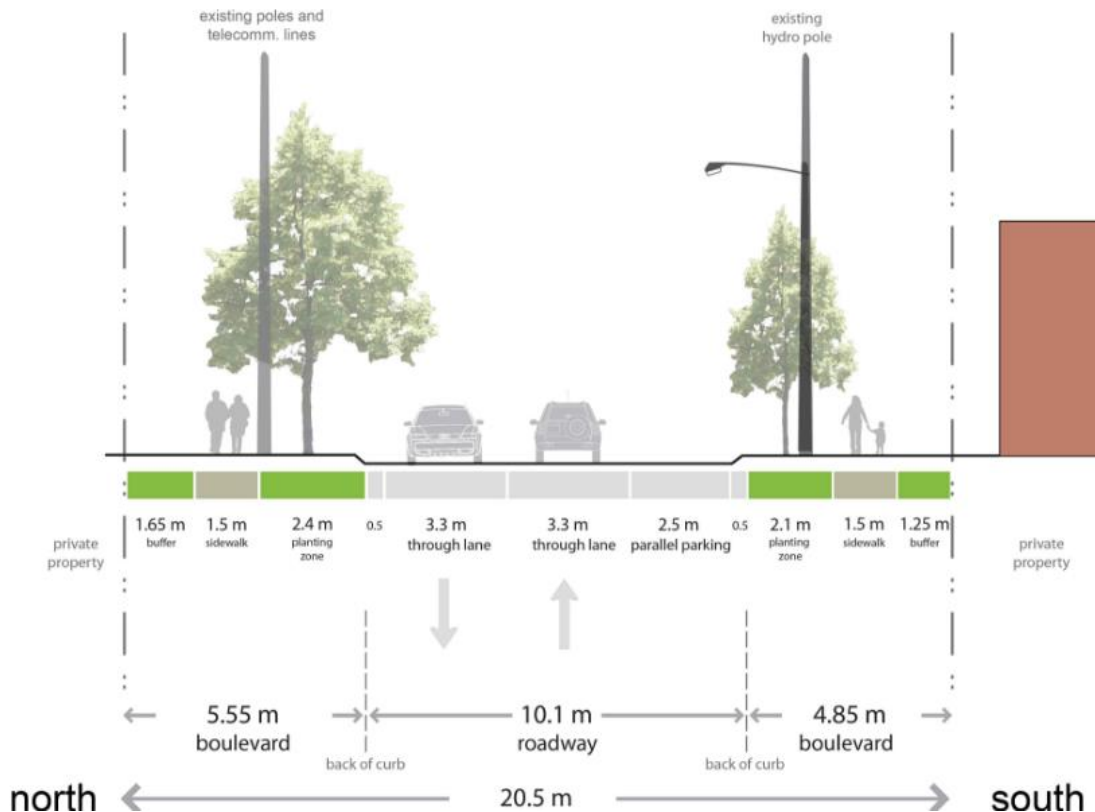 existing poles and
telecomm. lines
existing
hydro pole
1.65 m
buffer
1.5 m
sidewalk
2.4 m
planting
zone
0.5
3.3 m
through lane
3.3 m
through lane
2.5 m
parallel parking
0.5
2.1 m
planting
zone
1.5 m
sidewalk
1.25 m
buffer
private
property
private
property
5.55 m
boulevard
10.1 m
roadway
4.85 m
boulevard
back of curb
back of curb
north
20.5 m
south